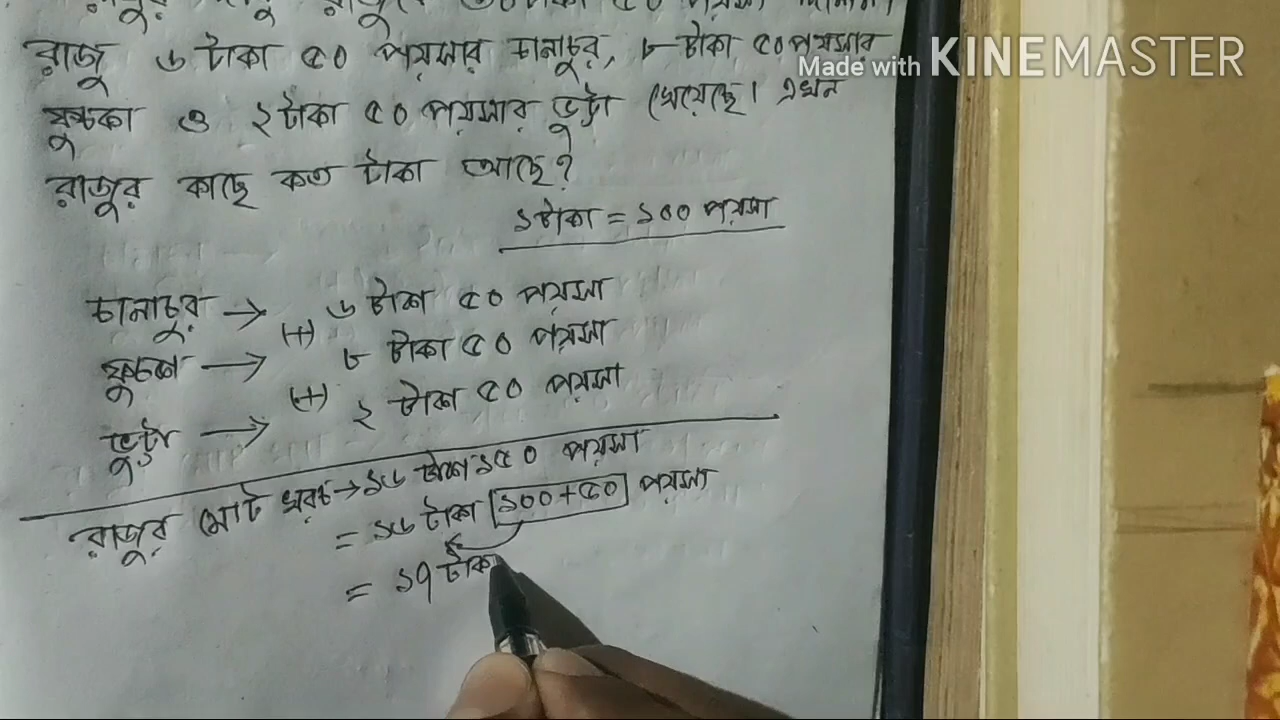 রাজুর
রাজু ৬ টাকা ৫০ পয়সার চানাচুর, ৮ টাকা ৫০ পয়সার
ফুচকা ও ২ টাকা ৫০ পয়সার ভুট্টা খেয়েছে। এখন
রাজুর কাছে কত টাকা আছে?
১ টাকা = ১০০ পয়সা
চানাচুর → ৬ টাকা ৫০ পয়সা
(+)
ফুচকা → ৮ টাকা ৫০ পয়সা
(+)
ভুট্টা → ২ টাকা ৫০ পয়সা
রাজুর মোট খরচ → ১৬ টাকা ১৫০ পয়সা
= ১৬ টাকা ১০০+৫০ পয়সা
= ১৭ টাকা
Made with KINEMASTER